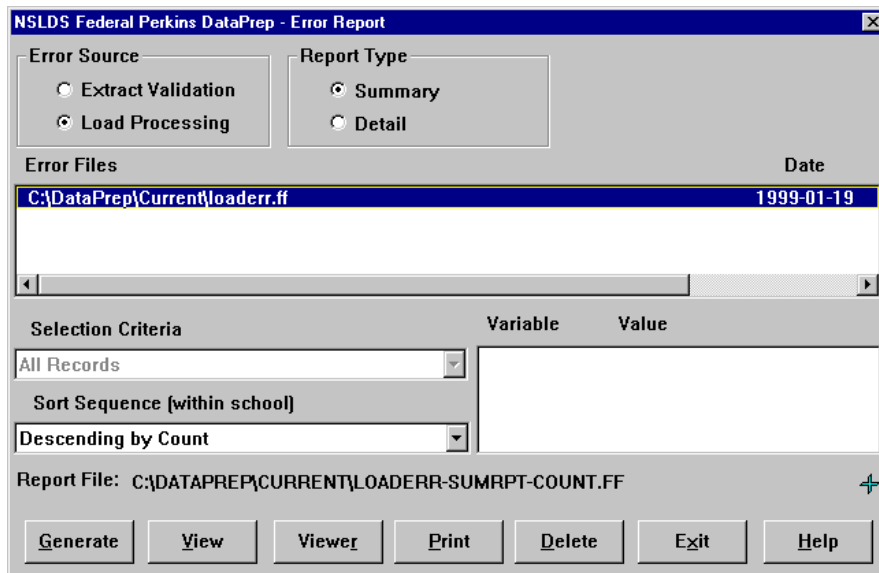 NSLDS Federal Perkins DataPrep - Error Report
Error Source Report Type
Extract Validation Summary
Load Processing Detail
Error Files Date
C:\DataPrep\Current\loaderr.ff 1999-01-19
Selection Criteria Variable Value
All Records
Sort Sequence (within school)
Descending by Count
Report File: C:\DATAPREP\CURRENT\LOADERR-SUMRPT-COUNT.FF
Generate View Viewer Print Delete Exit Help